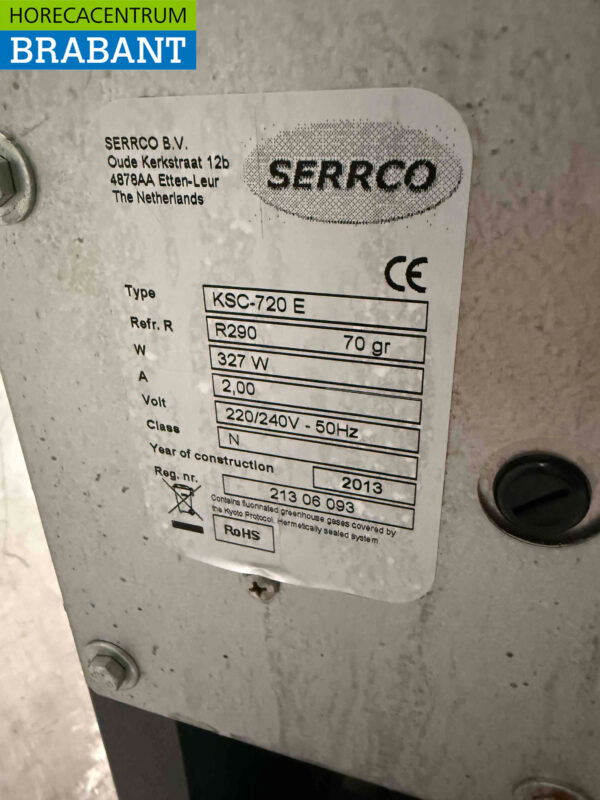 HORECACENTRUM
BRABANT
SERRCO B.V.
Oude Kerkstraat 12b
4878AA Etten-Leur
The Netherlands
SERRCO
CE
Type KSC-720 E
Refr. R R290 70 gr
W 327 W
A 2,00
Volt 220/240V - 50Hz
Class N
Year of construction 2013
Reg. nr. 213 06 093
Contains fluorinated greenhouse gases covered by
the Kyoto Protocol. Hermetically sealed system
RoHS